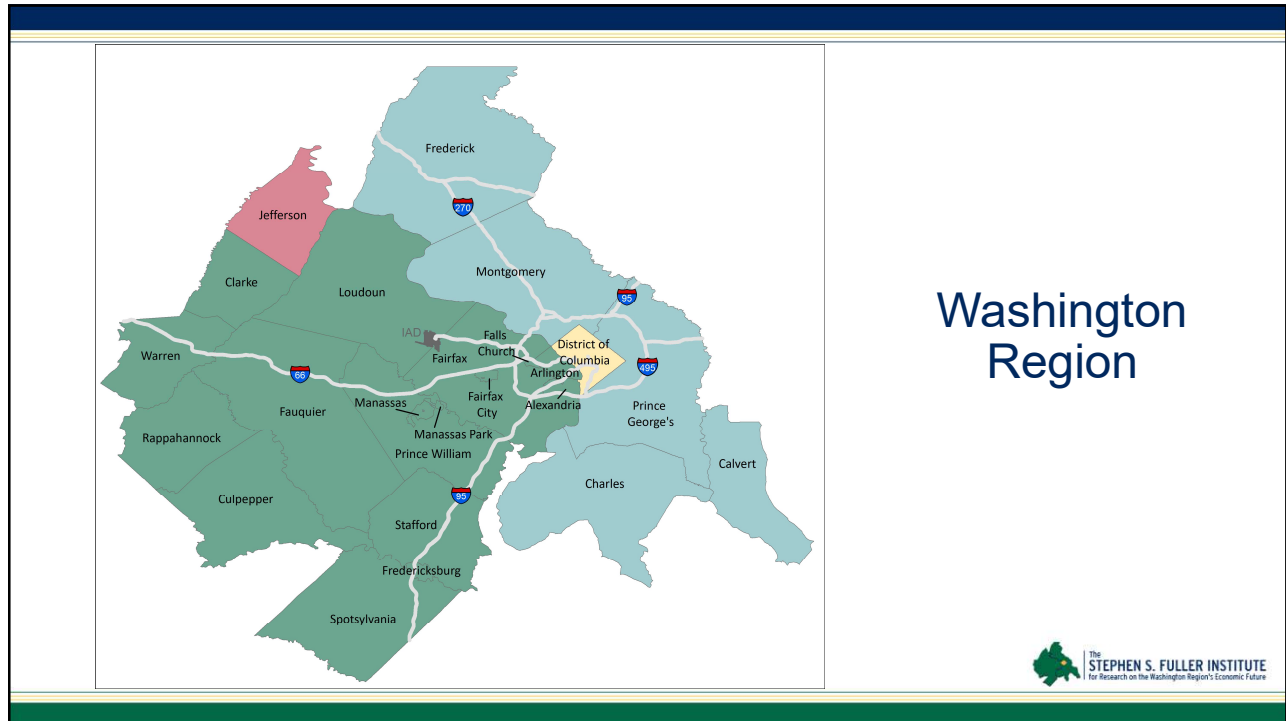 Frederick
270
Jefferson
Montgomery
Clarke
Loudoun
95
IAD
Falls
Church
District of
Columbia
Warren
Fairfax
Arlington
495
66
Fauquier
Manassas
Fairfax
City
Alexandria
Prince
George's
Manassas Park
Rappahannock
Prince William
Calvert
Charles
Culpepper
95
Stafford
Fredericksburg
Spotsylvania
Washington
Region
The
STEPHEN S. FULLER INSTITUTE
for Research on the Washington Region's Economic Future